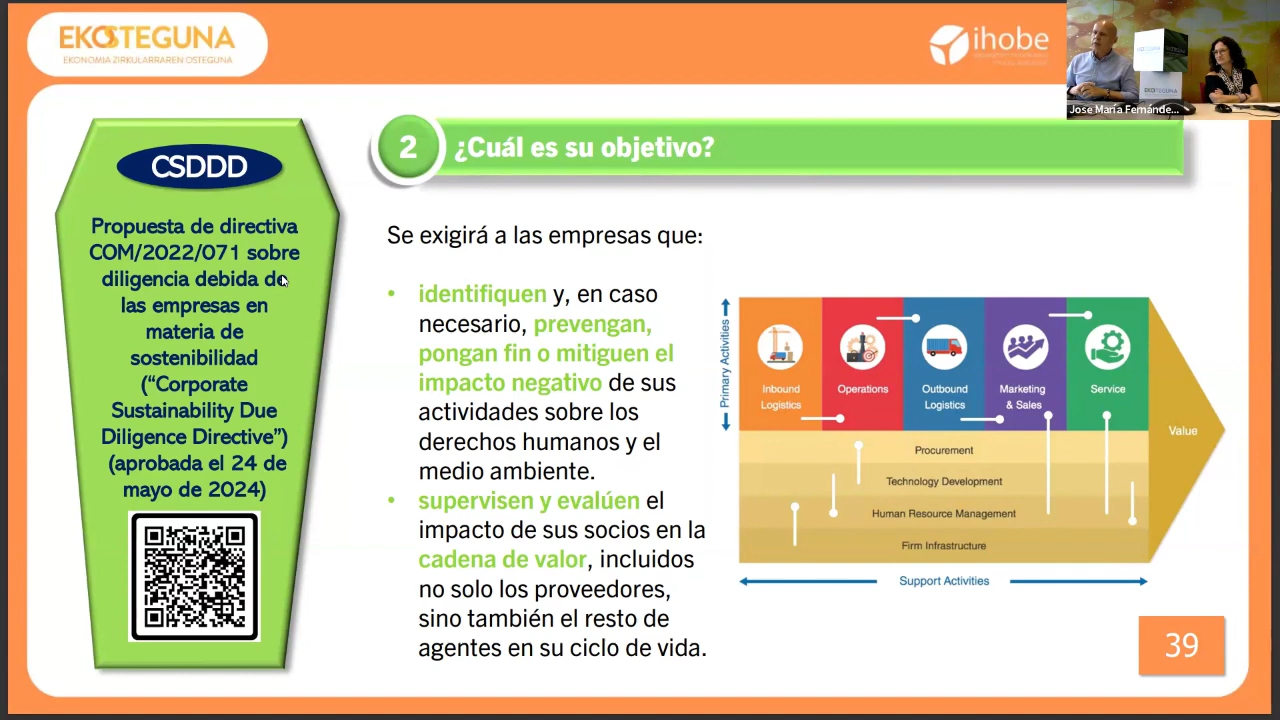 EKOSTEGUNA
EKONOMIA ZIRKULARRAREN OSTEGUNA
ihobe
EKOSTEGUNA
Jose María Fernánde...
CSDDD
Propuesta de directiva
COM/2022/071 sobre
diligencia debida de
las empresas en
materia de
sostenibilidad
(“Corporate
Sustainability Due
Diligence Directive”)
(aprobada el 24 de
mayo de 2024)
2
¿Cuál es su objetivo?
Se exigirá a las empresas que:
• identifiquen y, en caso
necesario, prevengan,
pongan fin o mitiguen el
impacto negativo de sus
actividades sobre los
derechos humanos y el
medio ambiente.
• supervisen y evalúen el
impacto de sus socios en la
cadena de valor, incluidos
no solo los proveedores,
sino también el resto de
agentes en su ciclo de vida.
Primary Activities
Inbound
Logistics
Operations
Outbound
Logistics
Marketing
& Sales
Service
Procurement
Technology Development
Human Resource Management
Firm Infrastructure
Value
Support Activities
39